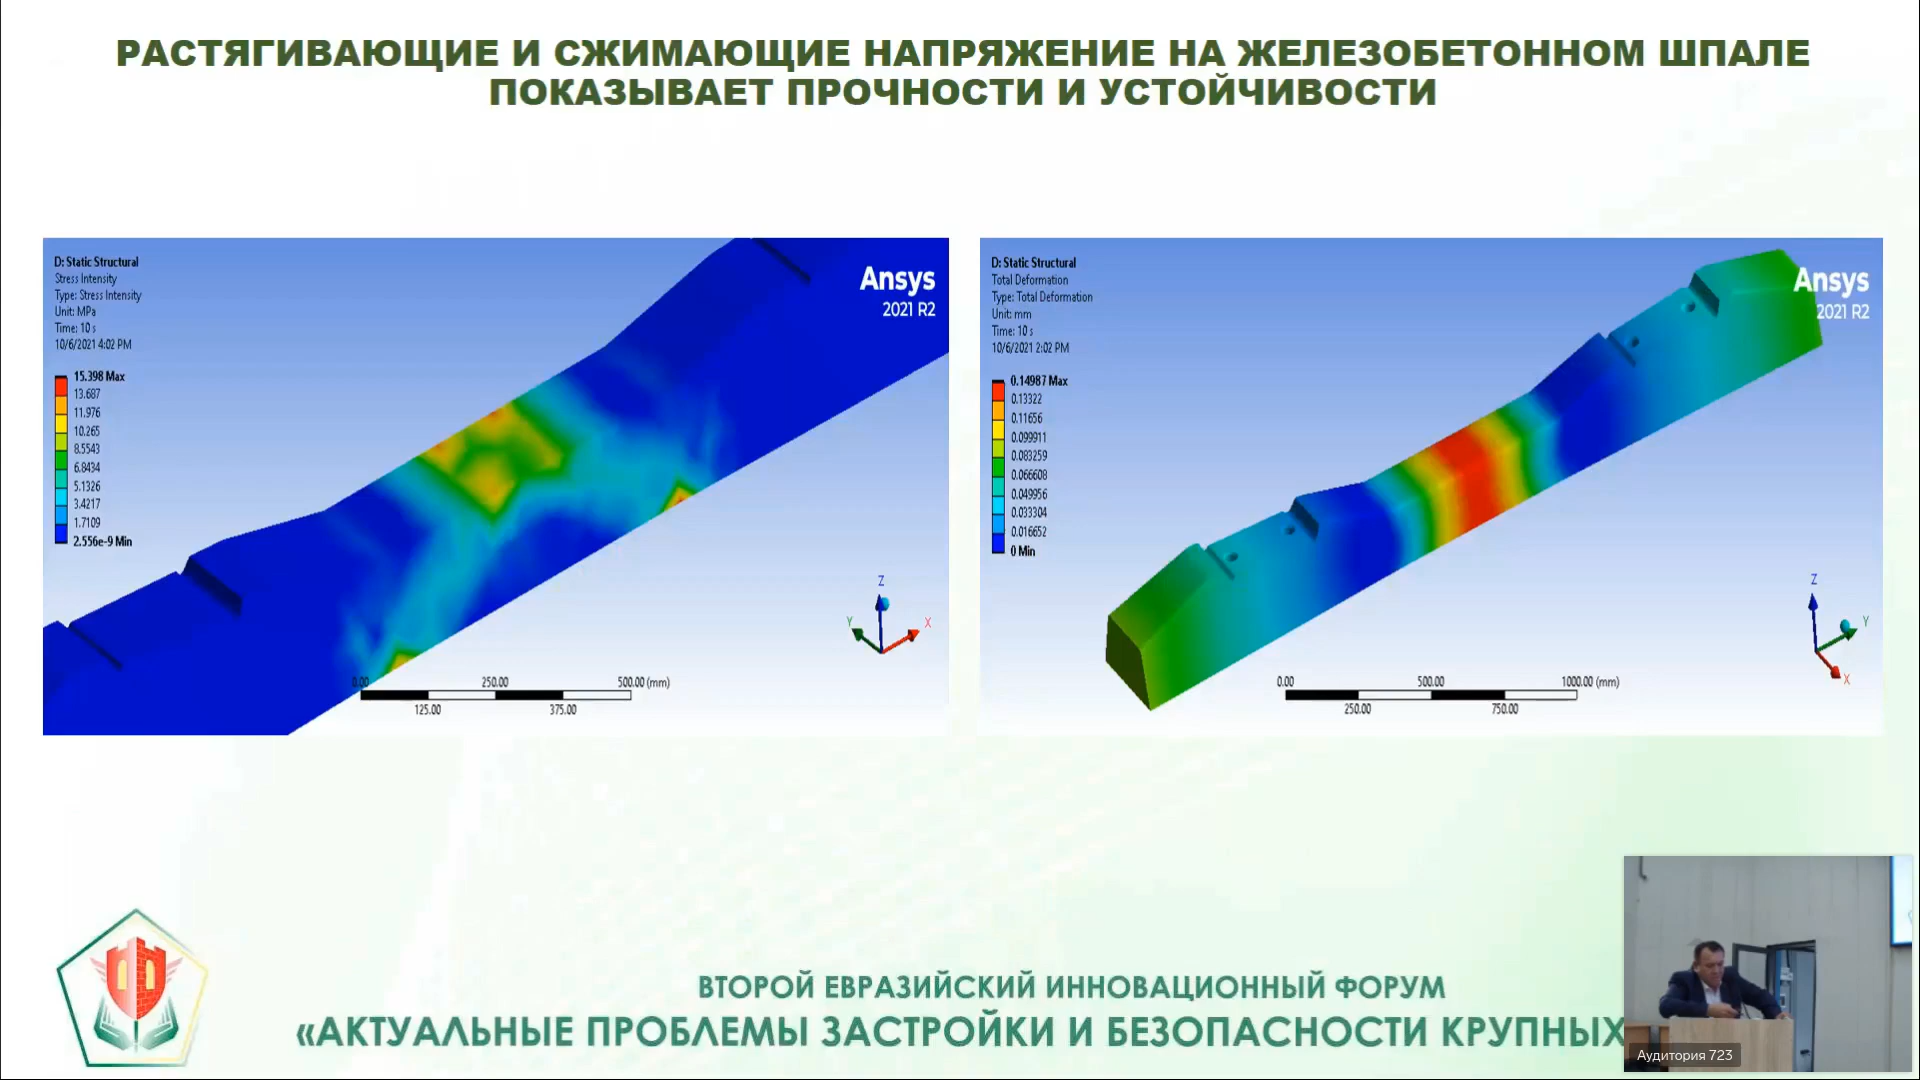 РАСТЯГИВАЮЩИЕ И СЖИМАЮЩИЕ НАПРЯЖЕНИЕ НА ЖЕЛЕЗОБЕТОННОМ ШПАЛЕ
ПОКАЗЫВАЕТ ПРОЧНОСТИ И УСТОЙЧИВОСТИ
D: Static Structural
Stress Intensity
Type: Stress Intensity
Unit: MPa
Time: 10 s
10/6/2021 4:02 PM
15.398 Max
13.687
11.976
10.265
8.5543
6.8434
5.1326
3.4217
1.7109
2.556e-9 Min
Ansys
2021 R2
Z
Y
X
0.00
250.00
500.00 (mm)
125.00
375.00
D: Static Structural
Total Deformation
Type: Total Deformation
Unit: mm
Time: 10 s
10/6/2021 2:02 PM
0.14987 Max
0.13322
0.11656
0.099911
0.083259
0.066608
0.049956
0.033304
0.016652
0 Min
Ansys
2021 R2
Z
Y
X
0.00
500.00
1000.00 (mm)
250.00
750.00
ВТОРОЙ ЕВРАЗИЙСКИЙ ИННОВАЦИОННЫЙ ФОРУМ
«АКТУАЛЬНЫЕ ПРОБЛЕМЫ ЗАСТРОЙКИ И БЕЗОПАСНОСТИ КРУПНЫХ
Аудитория 723